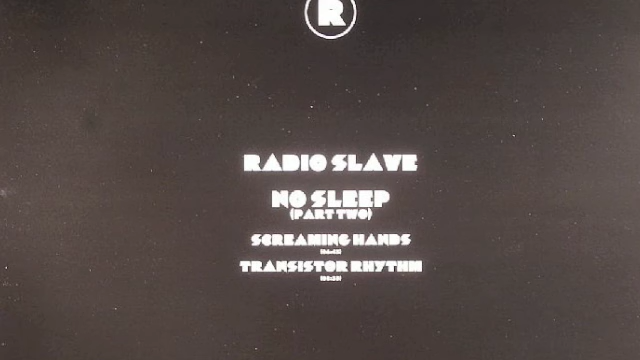 R
RADIO SLAVE
NO SLEEP
(PART TWO)
SCREAMING HANDS
TRANSISTOR RHYTHM